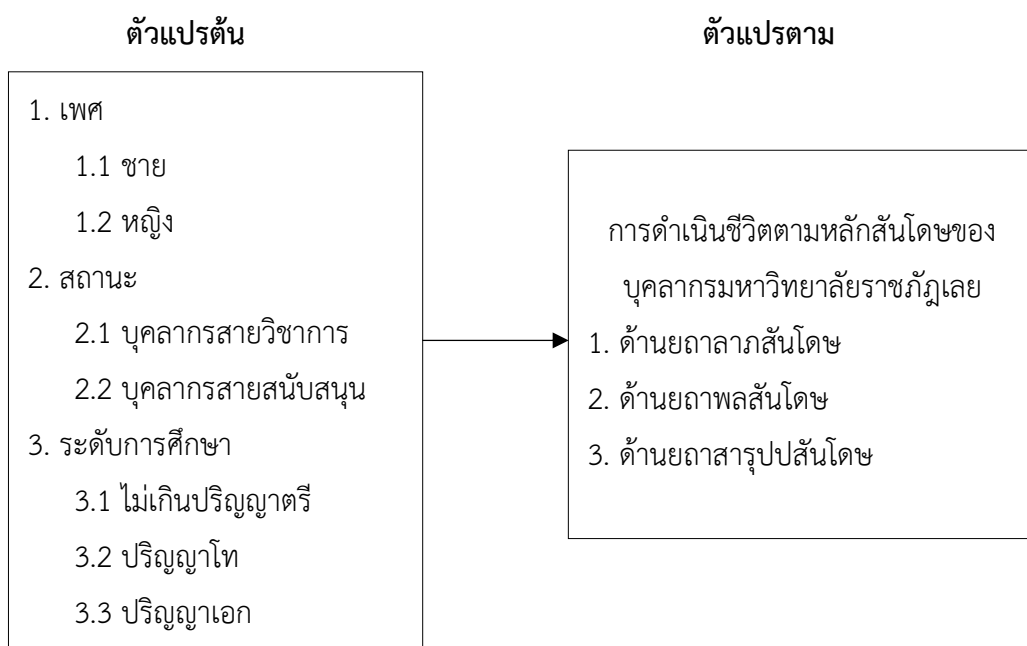 ตัวแปรต้น
1. เพศ
1.1 ชาย
1.2 หญิง
2. สถานะ
2.1 บุคลากรสายวิชาการ
2.2 บุคลากรสายสนับสนุน
3. ระดับการศึกษา
3.1 ไม่เกินปริญญาตรี
3.2 ปริญญาโท
3.3 ปริญญาเอก
ตัวแปรตาม
การดำเนินชีวิตตามหลักสันโดษของ
บุคลากรมหาวิทยาลัยราชภัฏเลย
1. ด้านยถาลาภสันโดษ
2. ด้านยถาพลสันโดษ
3. ด้านยถาสารุปปสันโดษ